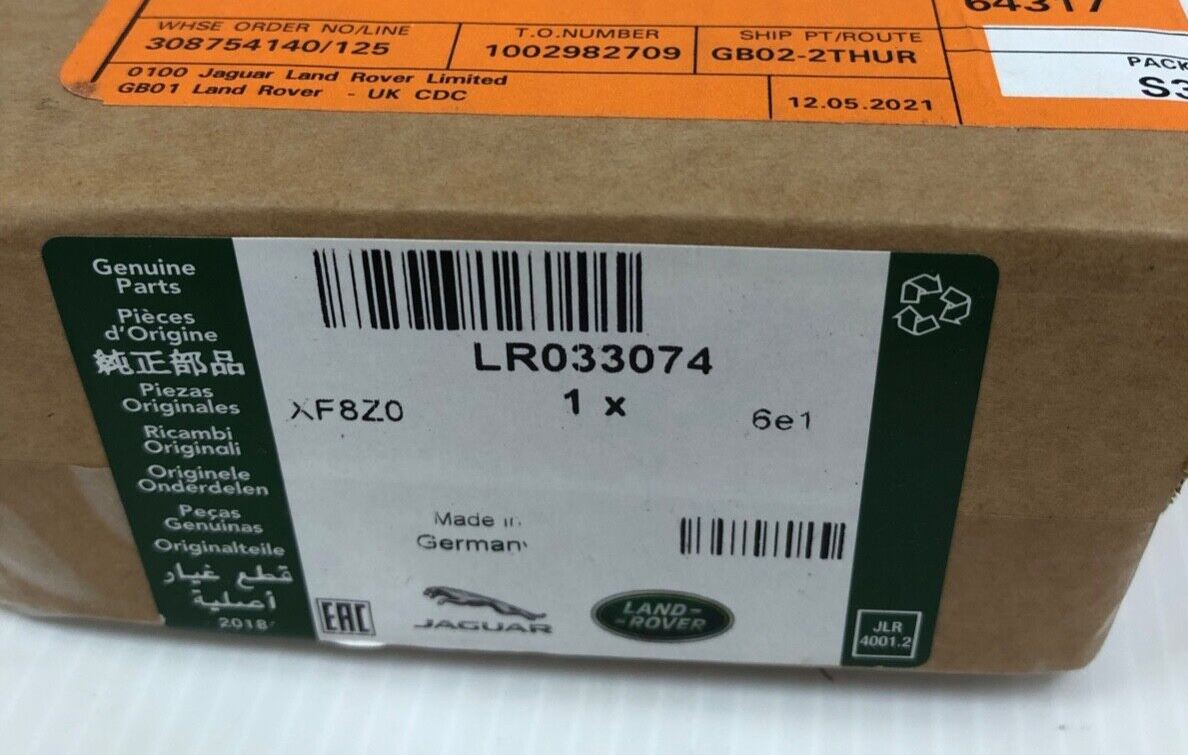 64317
WHSE ORDER NO/LINE
308754140/125
T.O.NUMBER
1002982709
SHIP PT/ROUTE
GB02-2THUR
PACK
S3
0100 Jaguar Land Rover Limited
GB01 Land Rover - UK CDC
12.05.2021
Genuine
Parts
Pièces
d'Origine
純正部品
Piezas
Originales
Ricambi
Originali
Originele
Onderdelen
Peças
Genuínas
Originalteile
قطع غيار
أصلية
2018
LR033074
1 x
XF8Z0
6e1
Made in
German
EAC
JAGUAR
LAND-
-ROVER
JLR
4001.2